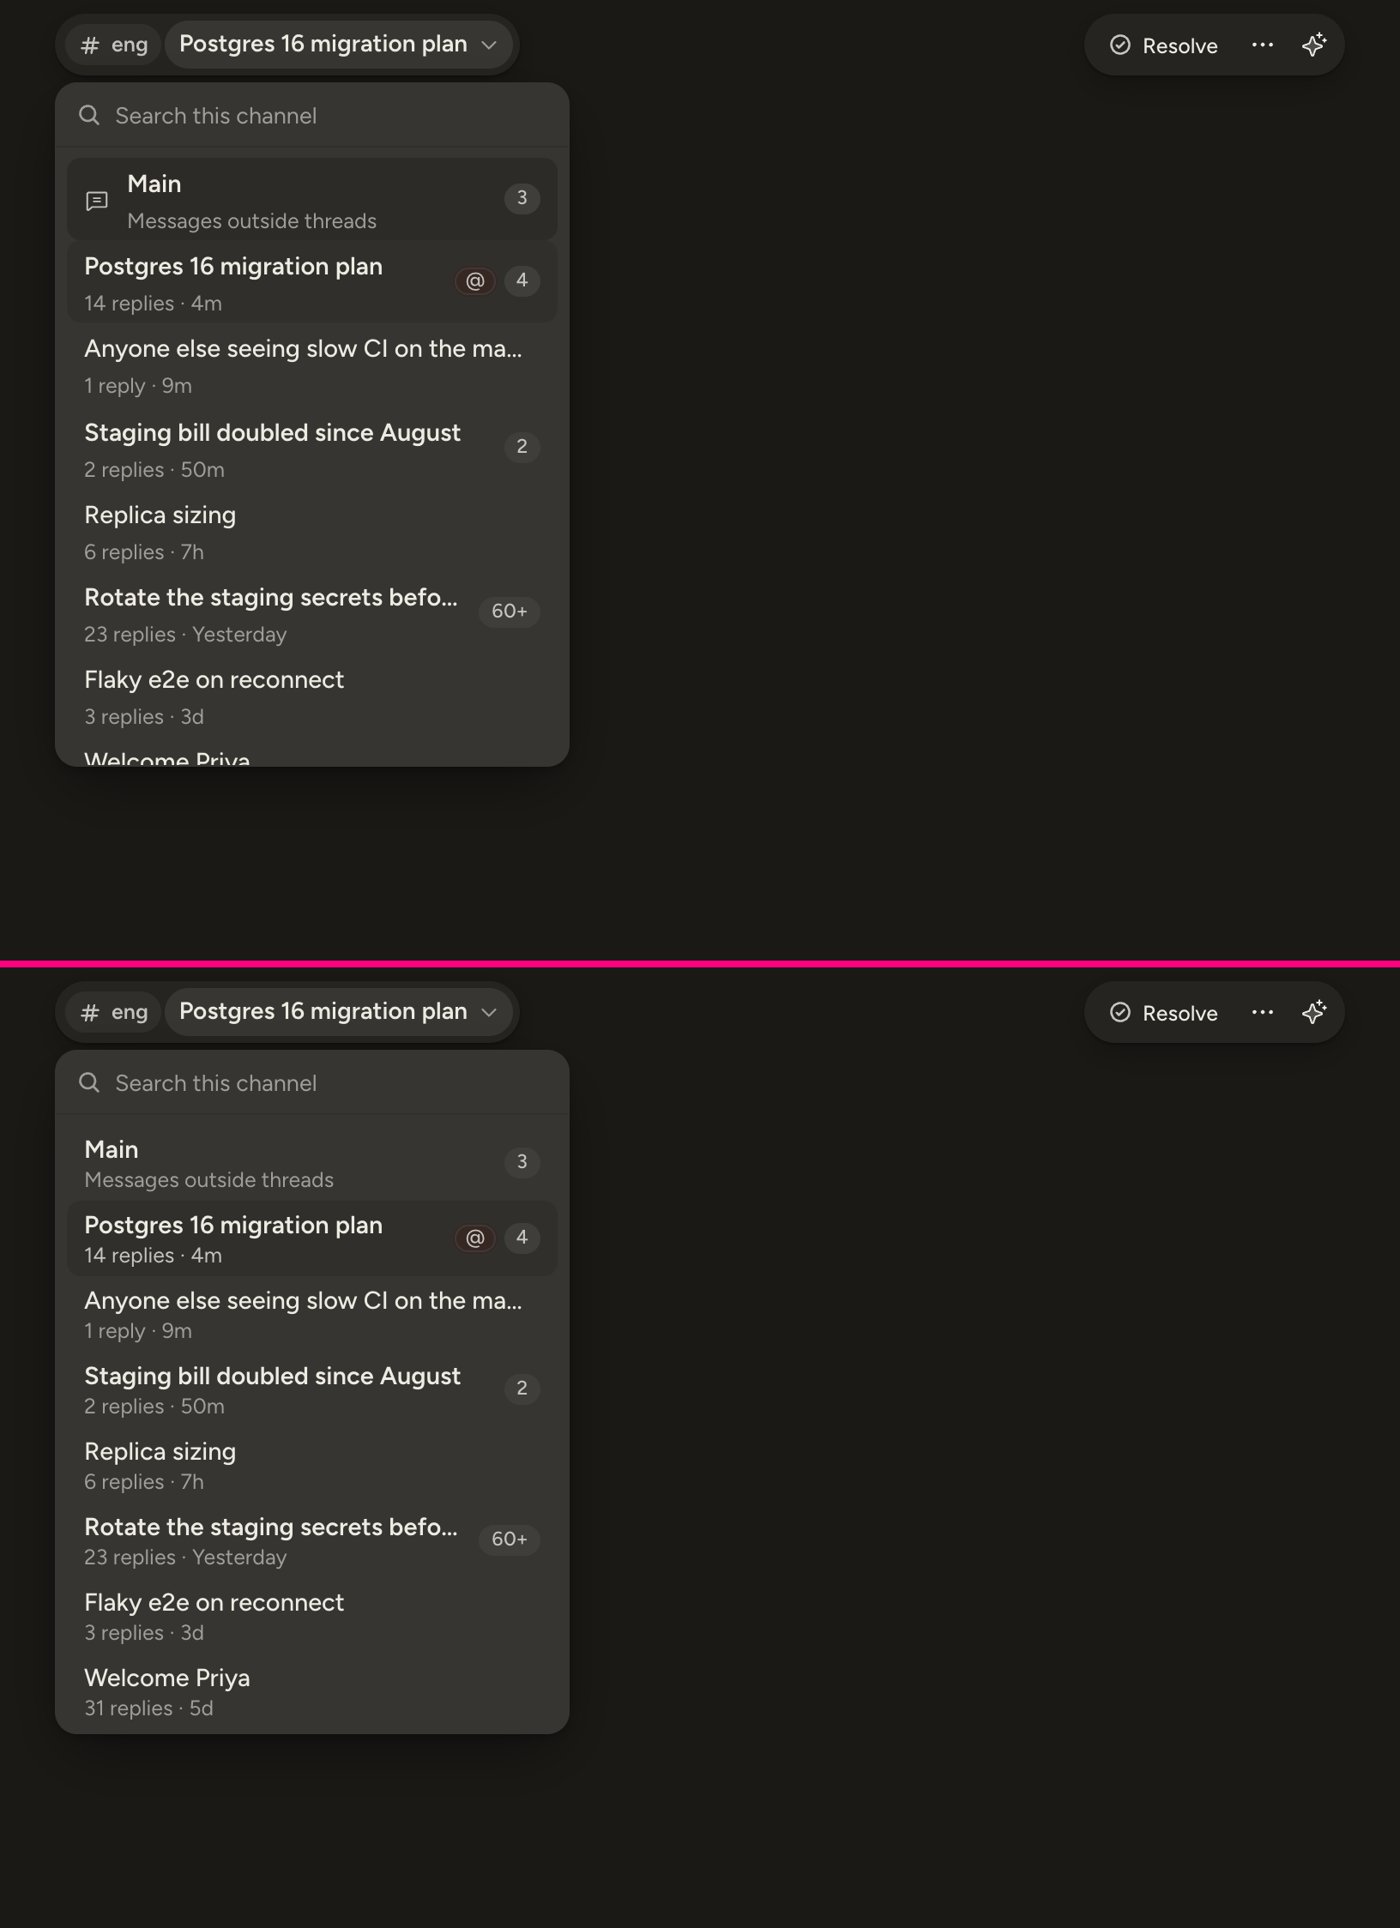 # eng Postgres 16 migration plan
Resolve ...
Search this channel
Main
Messages outside threads
3
Postgres 16 migration plan
14 replies · 4m
@ 4
Anyone else seeing slow CI on the ma...
1 reply · 9m
Staging bill doubled since August
2 replies · 50m
2
Replica sizing
6 replies · 7h
Rotate the staging secrets befo...
23 replies · Yesterday
60+
Flaky e2e on reconnect
3 replies · 3d
Welcome Priya
# eng Postgres 16 migration plan
Resolve ...
Search this channel
Main
Messages outside threads
3
Postgres 16 migration plan
14 replies · 4m
@ 4
Anyone else seeing slow CI on the ma...
1 reply · 9m
Staging bill doubled since August
2 replies · 50m
2
Replica sizing
6 replies · 7h
Rotate the staging secrets befo...
23 replies · Yesterday
60+
Flaky e2e on reconnect
3 replies · 3d
Welcome Priya
31 replies · 5d